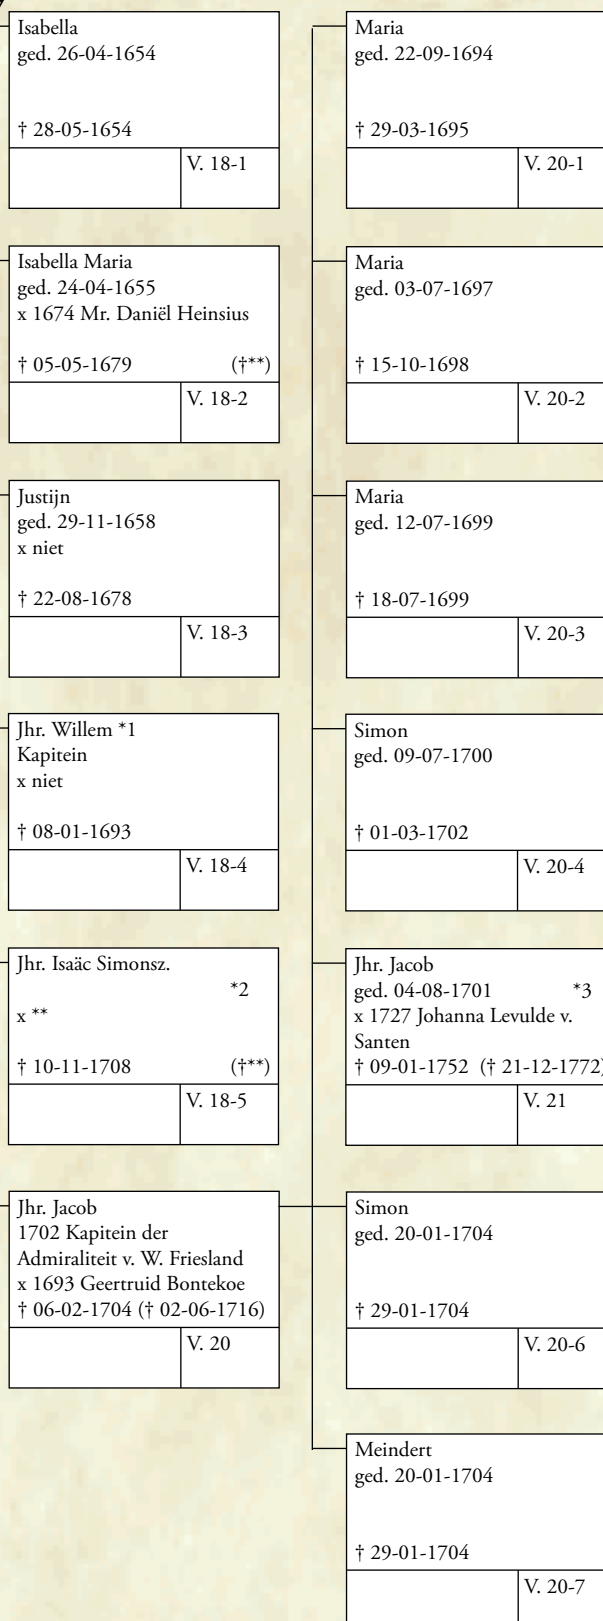 Isabella
ged. 26-04-1654
† 28-05-1654
V. 18-1
Isabella Maria
ged. 24-04-1655
x 1674 Mr. Daniël Heinsius
† 05-05-1679 (†**)
V. 18-2
Justijn
ged. 29-11-1658
x niet
† 22-08-1678
V. 18-3
Jhr. Willem *1
Kapitein
x niet
† 08-01-1693
V. 18-4
Jhr. Isaäc Simonsz.
*2
x **
† 10-11-1708 (†**)
V. 18-5
Jhr. Jacob
1702 Kapitein der
Admiraliteit v. W. Friesland
x 1693 Geertruid Bontekoe
† 06-02-1704 († 02-06-1716)
V. 20
Maria
ged. 22-09-1694
† 29-03-1695
V. 20-1
Maria
ged. 03-07-1697
† 15-10-1698
V. 20-2
Maria
ged. 12-07-1699
† 18-07-1699
V. 20-3
Simon
ged. 09-07-1700
† 01-03-1702
V. 20-4
Jhr. Jacob
ged. 04-08-1701 *3
x 1727 Johanna Levulde v.
Santen
† 09-01-1752 († 21-12-1772)
V. 21
Simon
ged. 20-01-1704
† 29-01-1704
V. 20-6
Meindert
ged. 20-01-1704
† 29-01-1704
V. 20-7